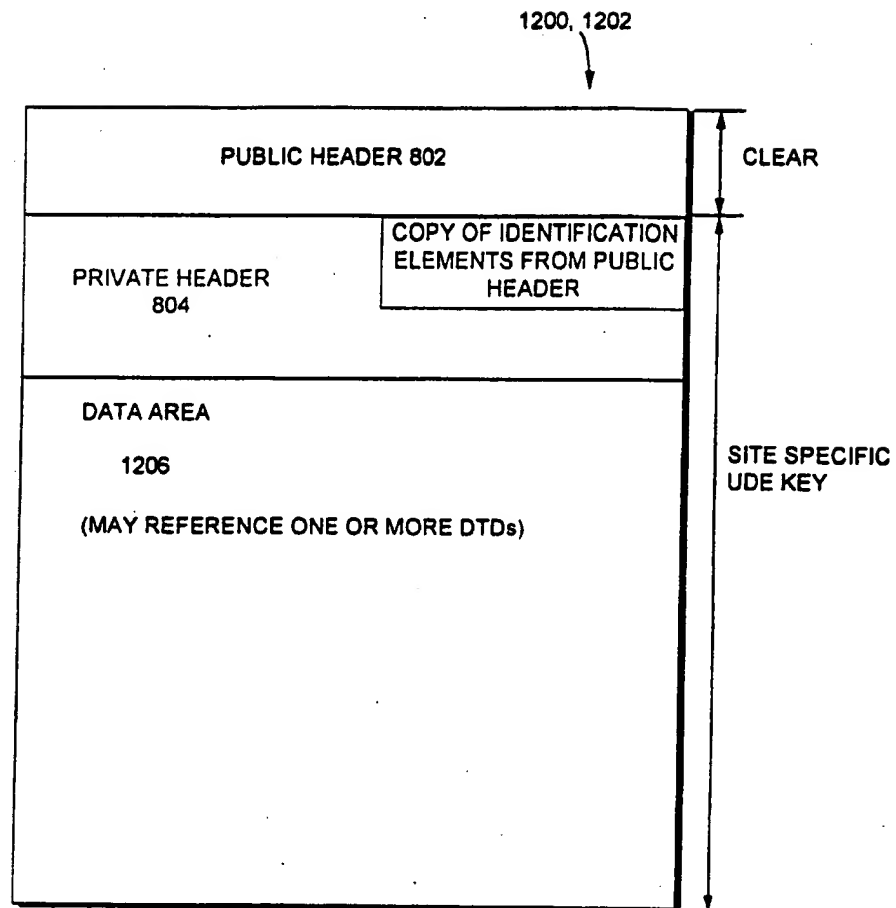 1200, 1202
PUBLIC HEADER 802
CLEAR
COPY OF IDENTIFICATION
ELEMENTS FROM PUBLIC
HEADER
PRIVATE HEADER
804
DATA AREA
1206
(MAY REFERENCE ONE OR MORE DTDs)
SITE SPECIFIC
UDE KEY